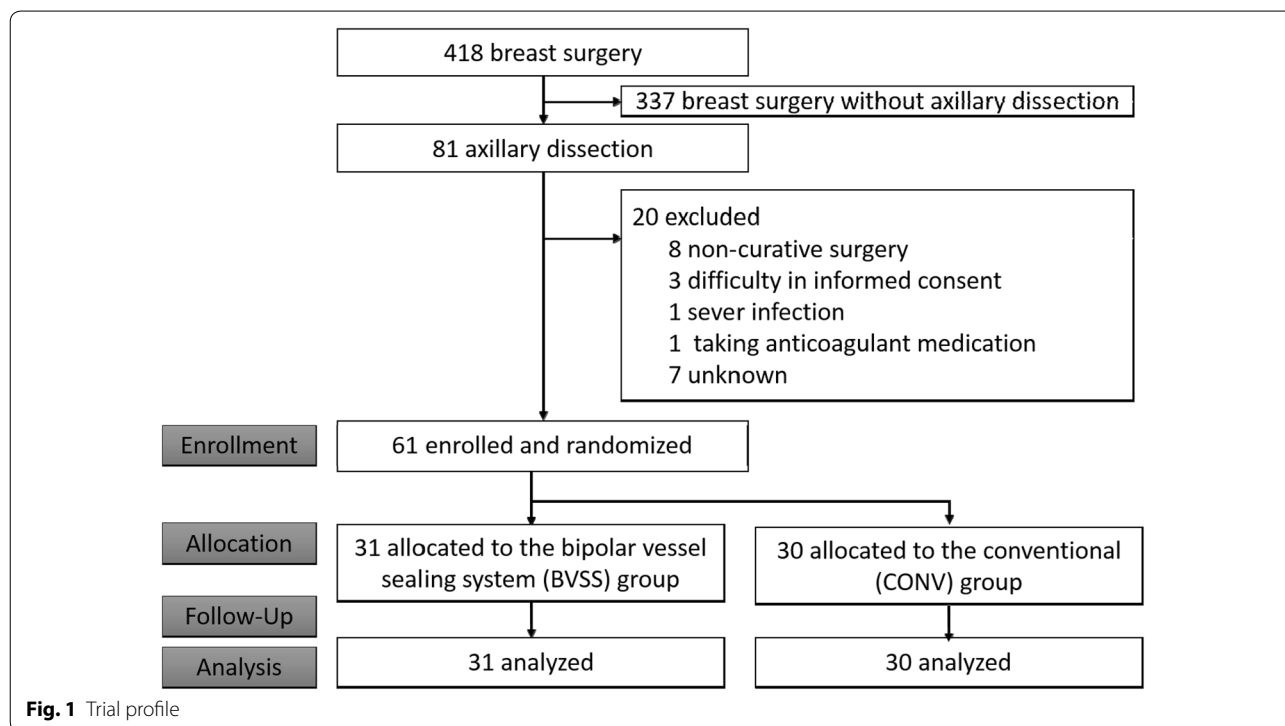 418 breast surgery
337 breast surgery without axillary dissection
81 axillary dissection
20 excluded
8 non-curative surgery
3 difficulty in informed consent
1 sever infection
1 taking anticoagulant medication
7 unknown
Enrollment
61 enrolled and randomized
Allocation
31 allocated to the bipolar vessel
sealing system (BVSS) group
30 allocated to the conventional
(CONV) group
Follow-Up
Analysis
31 analyzed
30 analyzed
Fig. 1 Trial profile